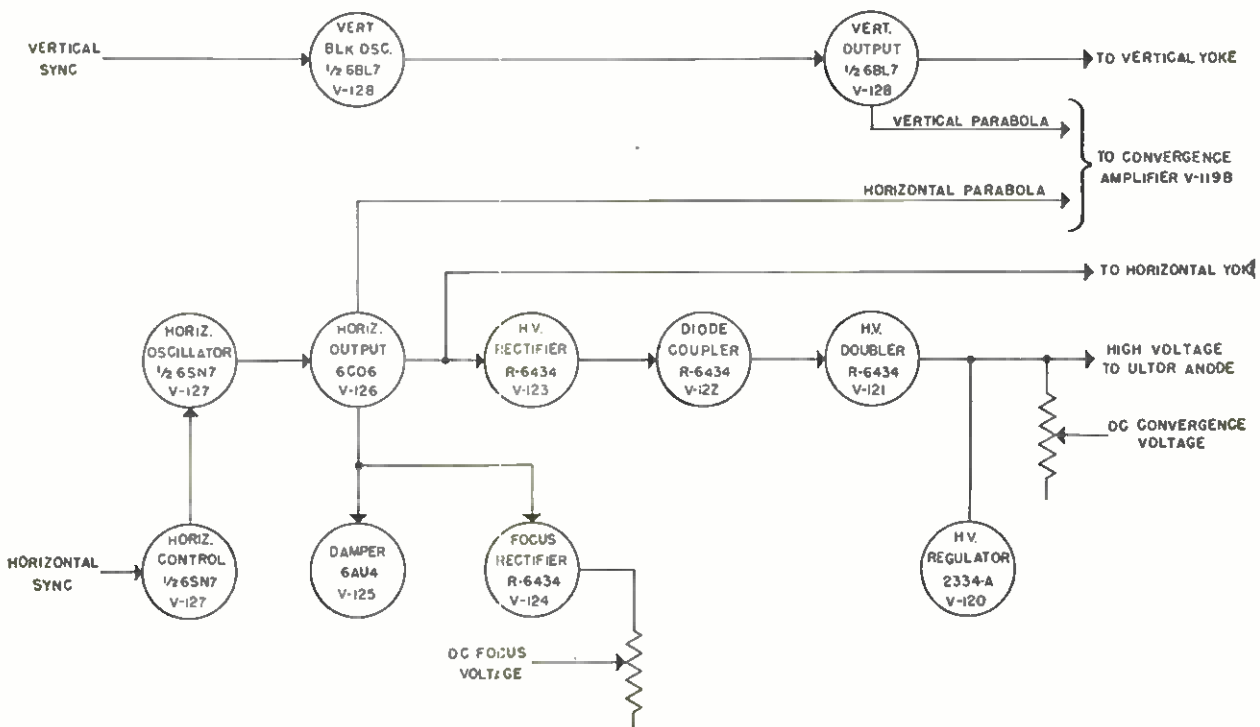 VERTICAL
SYNC
VERT
BLK OSC.
1/2 6BL7
V-128
VERT.
OUTPUT
1/2 6BL7
V-128
TO VERTICAL YOKE
VERTICAL PARABOLA
TO CONVERGENCE
AMPLIFIER V-119B
HORIZONTAL PARABOLA
TO HORIZONTAL YOK
HORIZ.
OSCILLATOR
1/2 6SN7
V-127
HORIZ.
OUTPUT
6CD6
V-126
H.V.
RECTIFIER
R-6434
V-123
DIODE
COUPLER
R-6434
V-122
H.V.
DOUBLER
R-6434
V-121
HIGH VOLTAGE
TO ULTOR ANODE
DC CONVERGENCE
VOLTAGE
HORIZONTAL
SYNC
HORIZ.
CONTROL
1/2 6SN7
V-127
DAMPER
6AU4
V-125
FOCUS
RECTIFIER
R-6434
V-124
H.V.
REGULATOR
2334-A
V-120
DC FOCUS
VOLTAGE